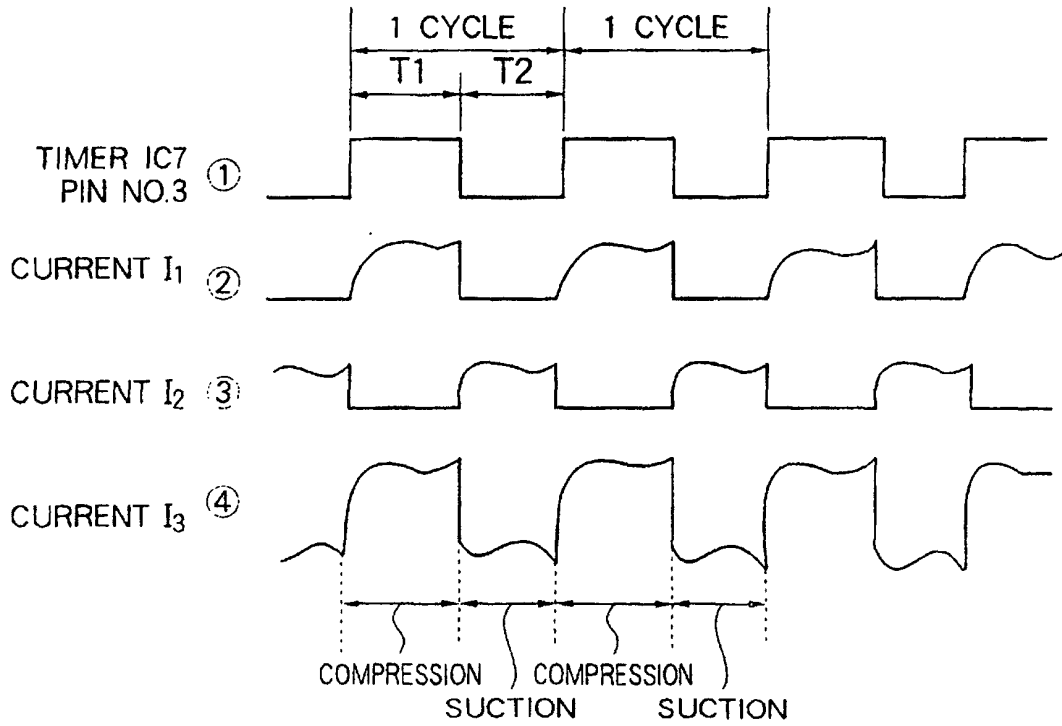 1 CYCLE 1 CYCLE
T1 T2
TIMER IC7
PIN NO.3 ①
CURRENT I₁ ②
CURRENT I₂ ③
CURRENT I₃ ④
COMPRESSION COMPRESSION
SUCTION SUCTION